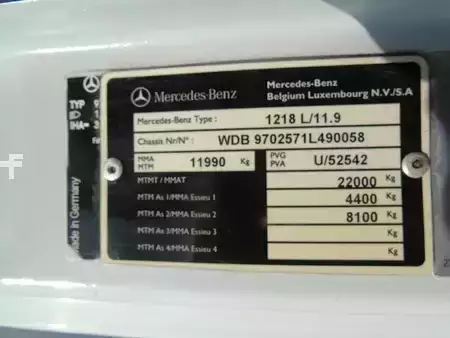 Mercedes-Benz
Mercedes-Benz
Belgium Luxembourg N.V./S.A
Mercedes-Benz Type : 1218 L/11.9
Chassis Nr/N° : WDB 9702571L490058
MMA
MTM 11990 Kg PVG
PVA U/52542
MTMT / MMAT 22000 Kg
MTM As 1/MMA Essieu 1 4400 Kg
MTM As 2/MMA Essieu 2 8100 Kg
MTM As 3/MMA Essieu 3 Kg
MTM As 4/MMA Essieu 4 Kg
TYP 9
IHA=
Made in Germany